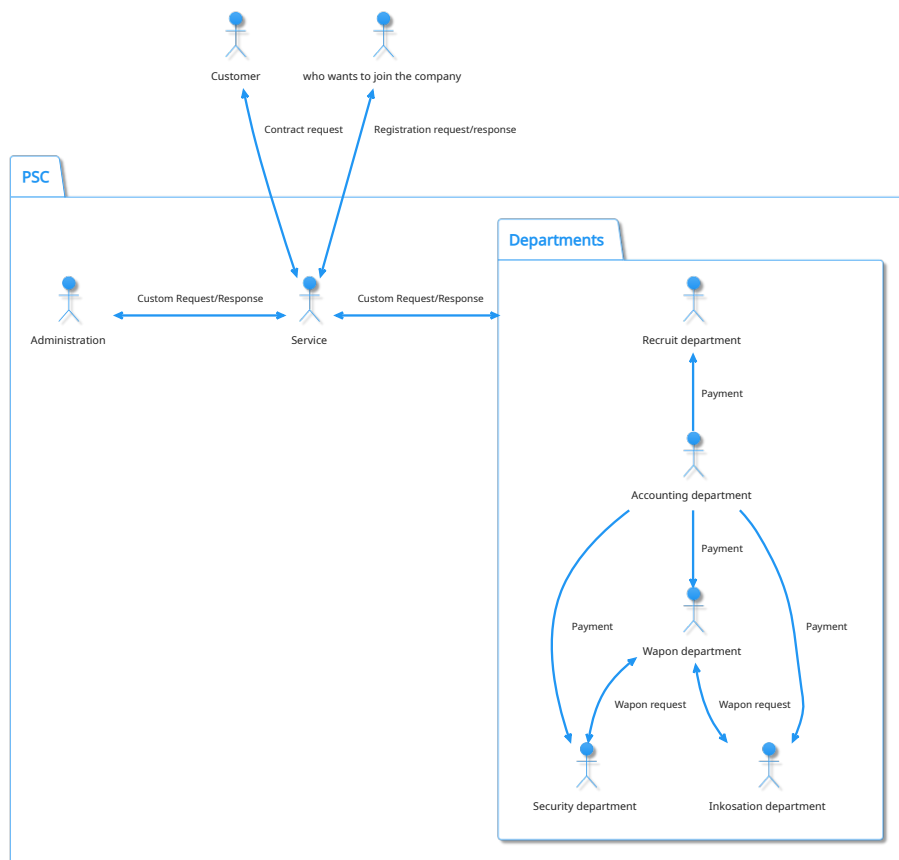 Customer
who wants to join the company
Contract request
Registration request/response
PSC
Departments
Custom Request/Response
Custom Request/Response
Administration
Service
Recruit department
Payment
Accounting department
Payment
Payment
Payment
Wapon department
Wapon request
Wapon request
Security department
Inkosation department